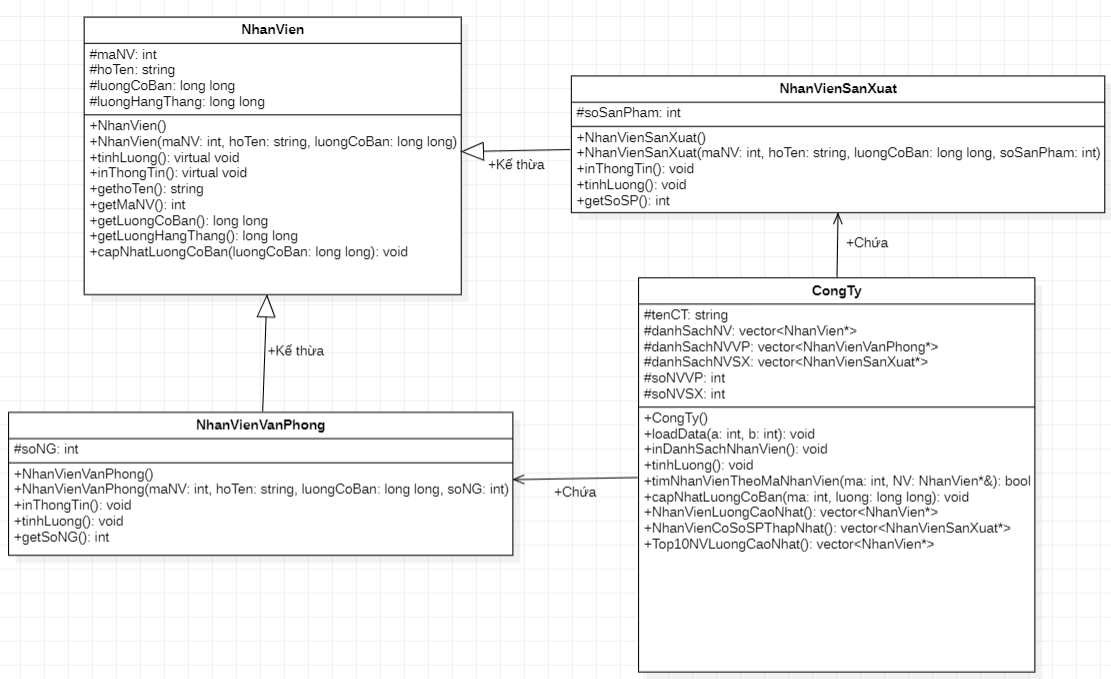 NhanVien
#maNV: int
#hoTen: string
#luongCoBan: long long
#luongHangThang: long long
+NhanVien()
+NhanVien(maNV: int, hoTen: string, luongCoBan: long long)
+tinhLuong(): virtual void
+inThongTin(): virtual void
+gethoTen(): string
+getMaNV(): int
+getLuongCoBan(): long long
+getLuongHangThang(): long long
+capNhatLuongCoBan(luongCoBan: long long): void
+Kế thừa
NhanVienSanXuat
#soSanPham: int
+NhanVienSanXuat()
+NhanVienSanXuat(maNV: int, hoTen: string, luongCoBan: long long, soSanPham: int)
+inThongTin(): void
+tinhLuong(): void
+getSoSP(): int
+Chứa
+Kế thừa
CongTy
#tenCT: string
#danhSachNV: vector<NhanVien*>
#danhSachNVVP: vector<NhanVienVanPhong*>
#danhSachNVSX: vector<NhanVienSanXuat*>
#soNVVP: int
#soNVSX: int
+CongTy()
+loadData(a: int, b: int): void
+inDanhSachNhanVien(): void
+tinhLuong(): void
+timNhanVienTheoMaNhanVien(ma: int, NV: NhanVien*&): bool
+capNhatLuongCoBan(ma: int, luong: long long): void
+NhanVienLuongCaoNhat(): vector<NhanVien*>
+NhanVienCoSoSPThapNhat(): vector<NhanVienSanXuat*>
+Top10NVLuongCaoNhat(): vector<NhanVien*>
NhanVienVanPhong
#soNG: int
+NhanVienVanPhong()
+NhanVienVanPhong(maNV: int, hoTen: string, luongCoBan: long long, soNG: int)
+inThongTin(): void
+tinhLuong(): void
+getSoNG(): int
+Chứa